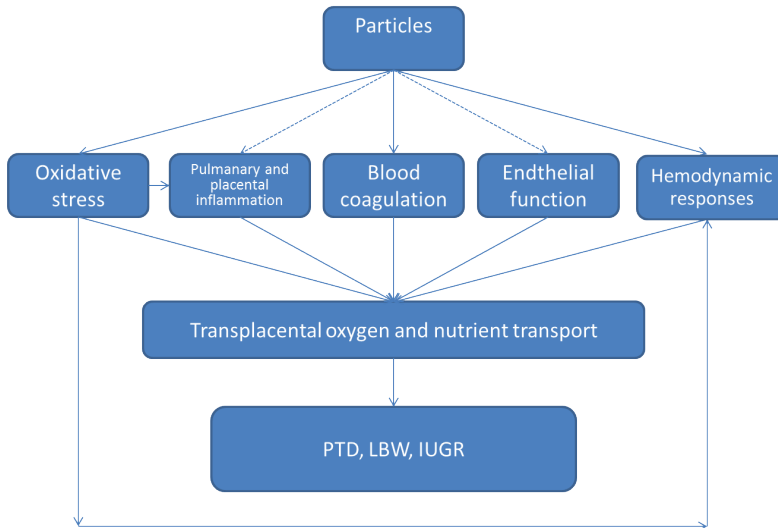 Particles
Oxidative
stress
Pulmanary and
placental
inflammation
Blood
coagulation
Endthelial
function
Hemodynamic
responses
Transplacental oxygen and nutrient transport
PTD, LBW, IUGR